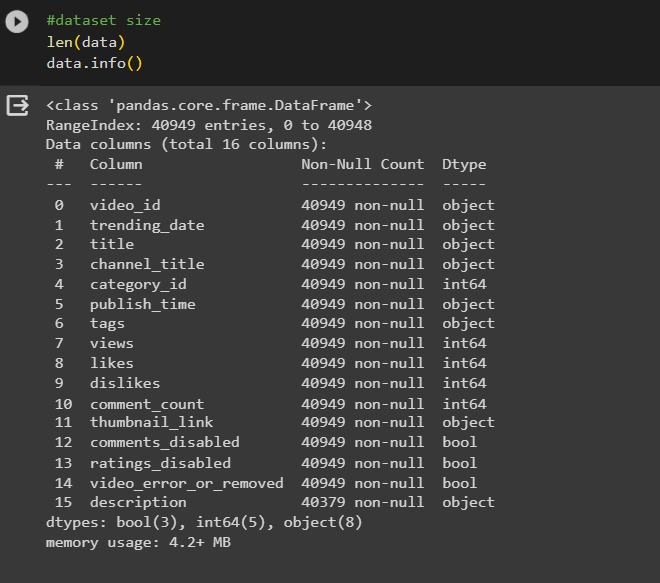 #dataset size
len(data)
data.info()
<class 'pandas.core.frame.DataFrame'>
RangeIndex: 40949 entries, 0 to 40948
Data columns (total 16 columns):
 #   Column                  Non-Null Count  Dtype
---  ------                  --------------  -----
 0   video_id                40949 non-null  object
 1   trending_date           40949 non-null  object
 2   title                   40949 non-null  object
 3   channel_title           40949 non-null  object
 4   category_id             40949 non-null  int64
 5   publish_time            40949 non-null  object
 6   tags                    40949 non-null  object
 7   views                   40949 non-null  int64
 8   likes                   40949 non-null  int64
 9   dislikes                40949 non-null  int64
 10  comment_count           40949 non-null  int64
 11  thumbnail_link          40949 non-null  object
 12  comments_disabled       40949 non-null  bool
 13  ratings_disabled        40949 non-null  bool
 14  video_error_or_removed  40949 non-null  bool
 15  description             40379 non-null  object
dtypes: bool(3), int64(5), object(8)
memory usage: 4.2+ MB